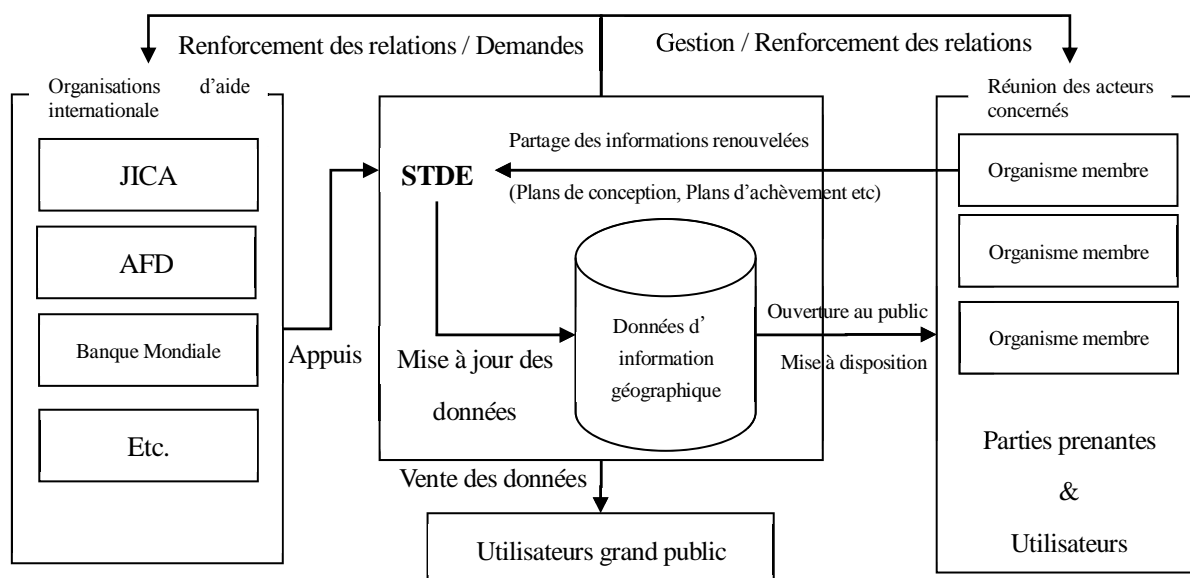 Renforcement des relations / Demandes
Gestion / Renforcement des relations
Organisations d'aide
internationale
JICA
AFD
Banque Mondiale
Etc.
Appuis
Partage des informations renouvelées
STDE
(Plans de conception, Plans d'achèvement etc)
Mise à jour des
données
Données d'
information
géographique
Ouverture au public
Mise à disposition
Vente des données
Utilisateurs grand public
Réunion des acteurs
concernés
Organisme membre
Organisme membre
Organisme membre
Parties prenantes
&
Utilisateurs